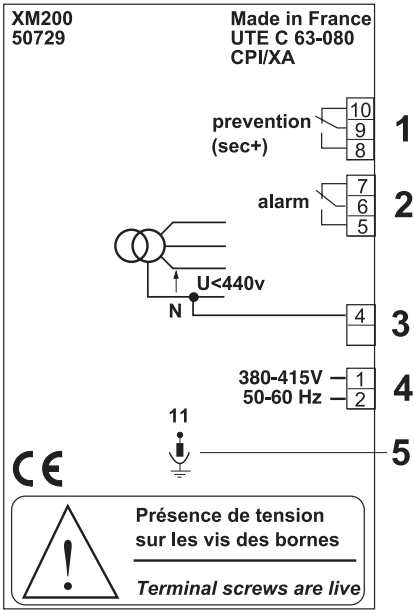 XM200
50729
Made in France
UTE C 63-080
CPI/XA
prevention
(sec+)
10
9
8
1
alarm
7
6
5
2
U<440v
N
4
3
380-415V
50-60 Hz
1
2
4
11
5
CE
!
Présence de tension
sur les vis des bornes
Terminal screws are live